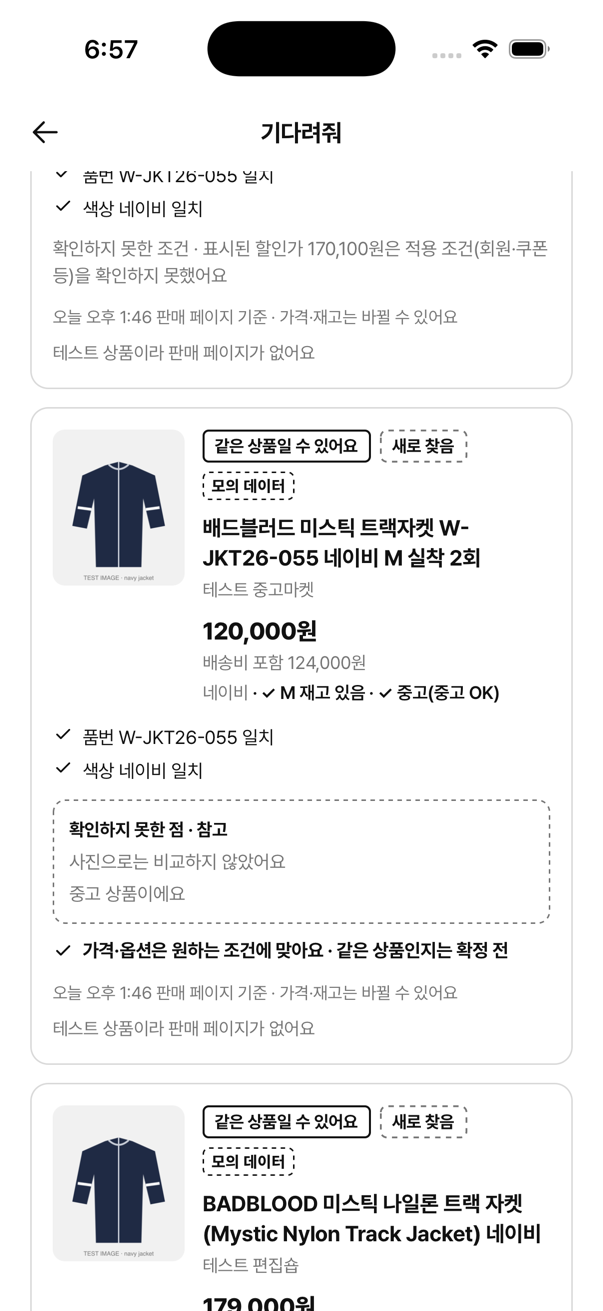 6:57
기다려줘
품번 W-JKT26-055 일치
색상 네이비 일치
확인하지 못한 조건 · 표시된 할인가 170,100원은 적용 조건(회원·쿠폰
등)을 확인하지 못했어요
오늘 오후 1:46 판매 페이지 기준 · 가격·재고는 바뀔 수 있어요
테스트 상품이라 판매 페이지가 없어요
같은 상품일 수 있어요
새로 찾음
모의 데이터
배드블러드 미스틱 트랙자켓 W-
JKT26-055 네이비 M 실착 2회
테스트 중고마켓
120,000원
배송비 포함 124,000원
네이비 · ✓ M 재고 있음 · ✓ 중고(중고 OK)
TEST IMAGE · navy jacket
품번 W-JKT26-055 일치
색상 네이비 일치
확인하지 못한 점 · 참고
사진으로는 비교하지 않았어요
중고 상품이에요
가격·옵션은 원하는 조건에 맞아요 · 같은 상품인지는 확정 전
오늘 오후 1:46 판매 페이지 기준 · 가격·재고는 바뀔 수 있어요
테스트 상품이라 판매 페이지가 없어요
같은 상품일 수 있어요
새로 찾음
모의 데이터
BADBLOOD 미스틱 나일론 트랙 자켓
(Mystic Nylon Track Jacket) 네이비
테스트 편집숍
TEST IMAGE · navy jacket
179,000원